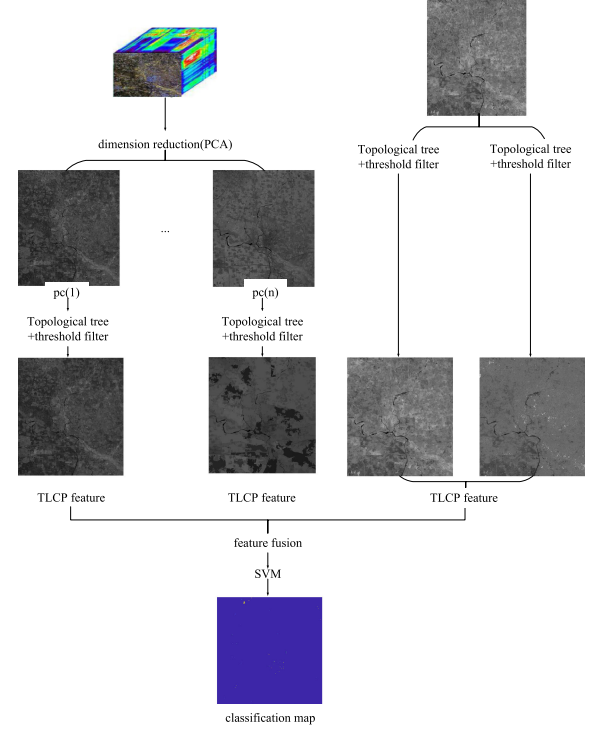 dimension reduction(PCA)
Topological tree
+threshold filter
Topological tree
+threshold filter
...
pc(1)
pc(n)
Topological tree
+threshold filter
Topological tree
+threshold filter
TLCP feature
TLCP feature
TLCP feature
feature fusion
SVM
classification map